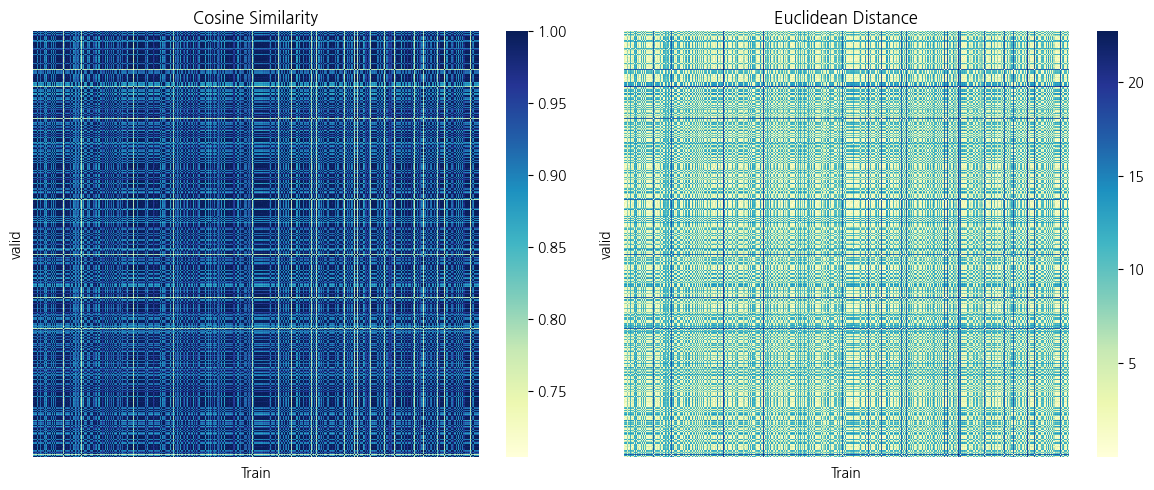 Cosine Similarity
1.00
0.95
0.90
0.85
0.80
0.75
valid
Train
Euclidean Distance
20
15
10
5
valid
Train